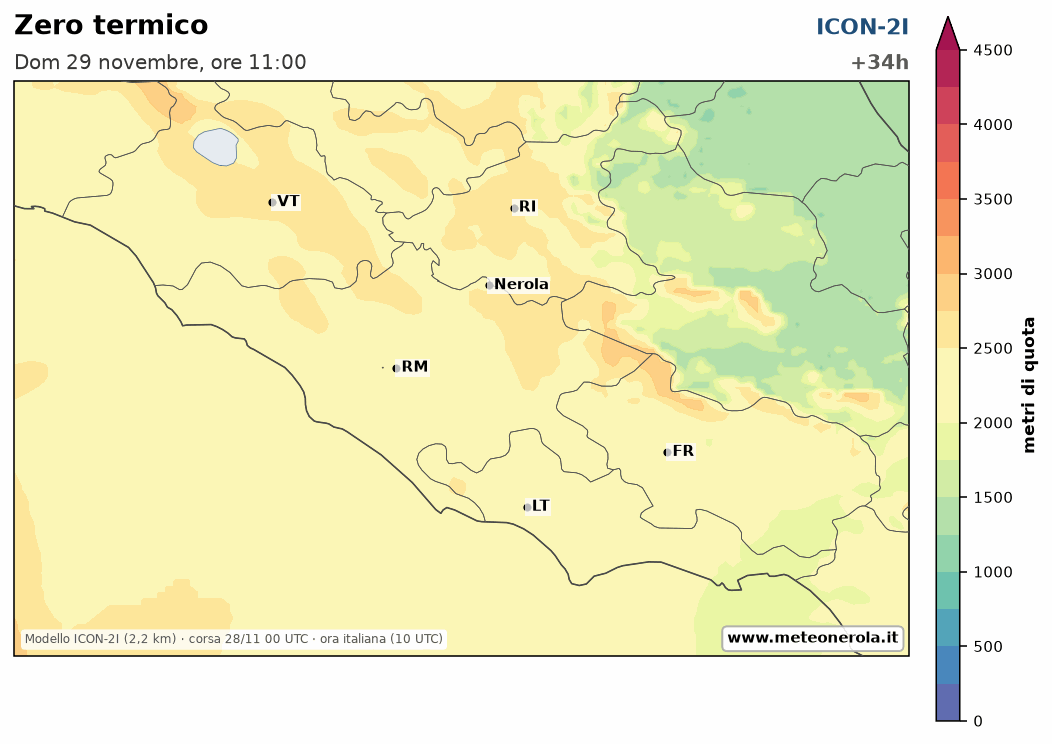 Zero termico
ICON-2I
Dom 29 novembre, ore 11:00
+34h
VT
RI
Nerola
RM
FR
LT
Modello ICON-2I (2,2 km) · corsa 28/11 00 UTC · ora italiana (10 UTC)
www.meteonerola.it
4500
4000
3500
3000
2500
2000
1500
1000
500
0
metri di quota